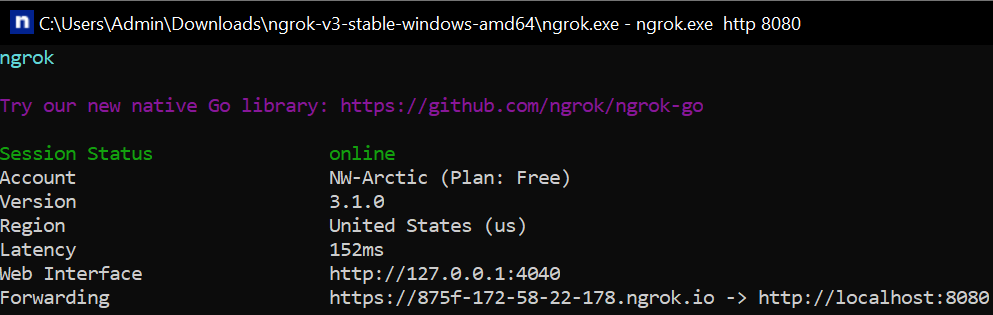 n C:\Users\Admin\Downloads\ngrok-v3-stable-windows-amd64\ngrok.exe - ngrok.exe  http 8080
ngrok
Try our new native Go library: https://github.com/ngrok/ngrok-go
Session Status                online
Account                       NW-Arctic (Plan: Free)
Version                       3.1.0
Region                        United States (us)
Latency                       152ms
Web Interface                 http://127.0.0.1:4040
Forwarding                    https://875f-172-58-22-178.ngrok.io -> http://localhost:8080